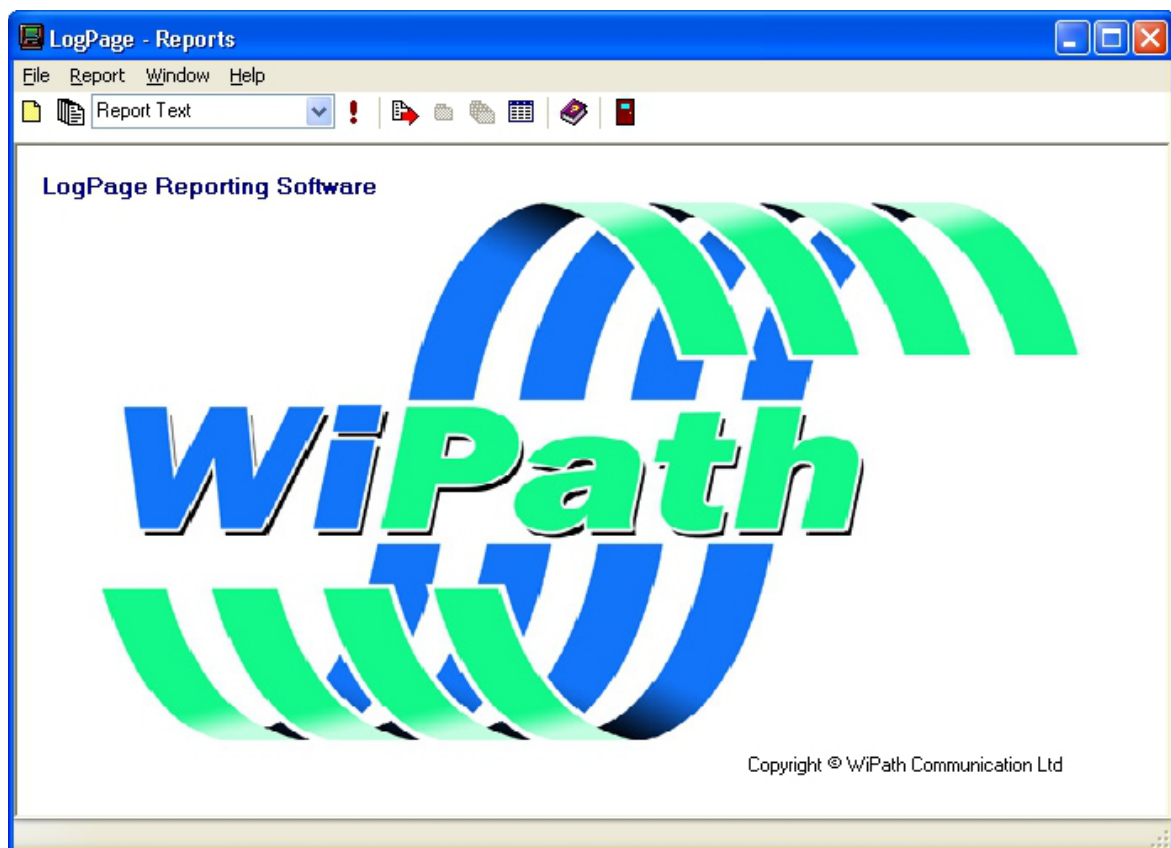 LogPage - Reports
File Report Window Help
Report Text
LogPage Reporting Software
WiPath
Copyright © WiPath Communication Ltd